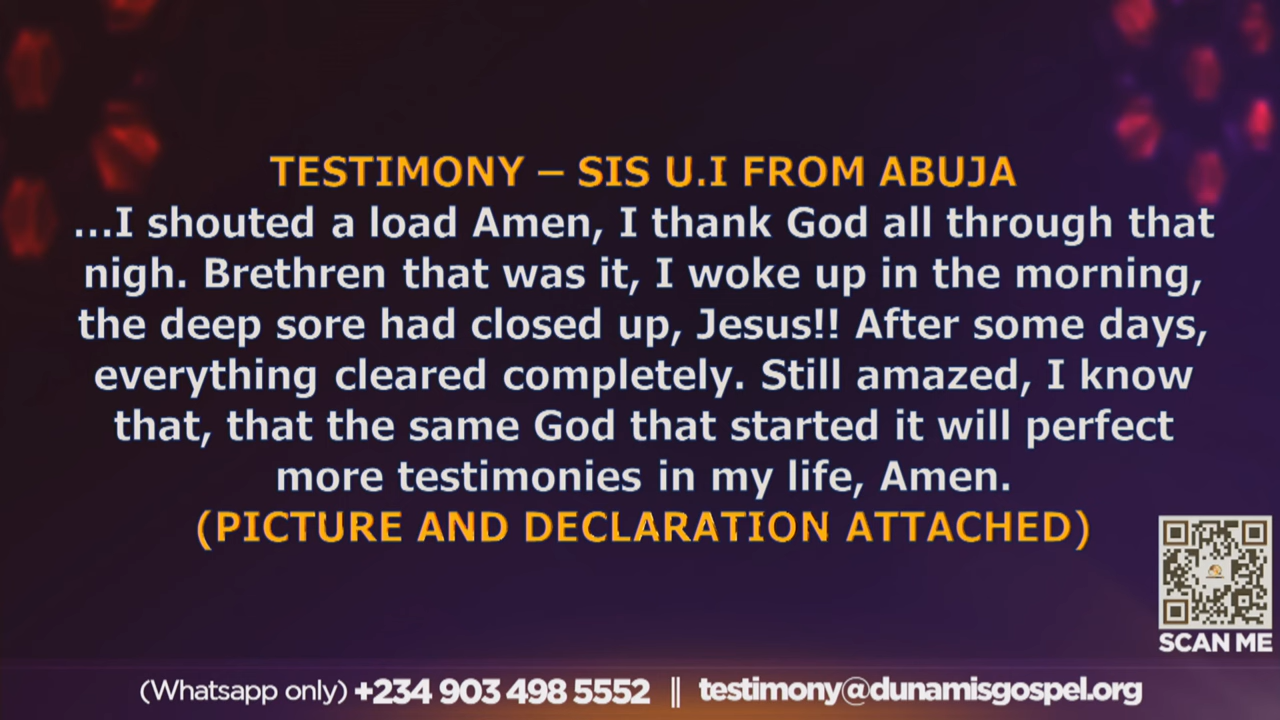 TESTIMONY – SIS U.I FROM ABUJA
...I shouted a load Amen, I thank God all through that
nigh. Brethren that was it, I woke up in the morning,
the deep sore had closed up, Jesus!! After some days,
everything cleared completely. Still amazed, I know
that, that the same God that started it will perfect
more testimonies in my life, Amen.
(PICTURE AND DECLARATION ATTACHED)
SCAN ME
(Whatsapp only) +234 903 498 5552 || testimony@dunamisgospel.org